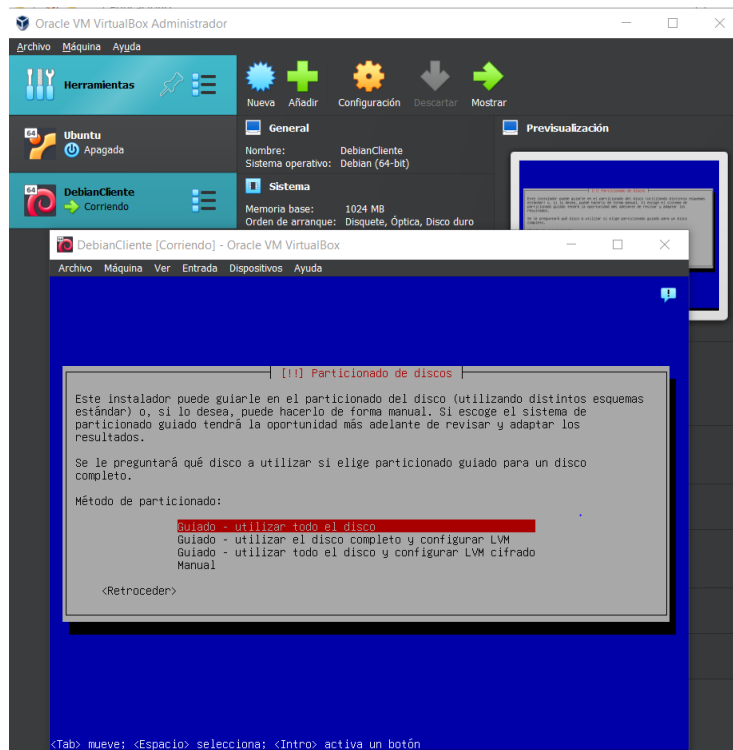 Oracle VM VirtualBox Administrador
Archivo Máquina Ayuda
Herramientas
Nueva Añadir Configuración Descartar Mostrar
64 Ubuntu
Apagada
General
Nombre: DebianCliente
Sistema operativo: Debian (64-bit)
Previsualización
64 DebianCliente
Corriendo
Sistema
Memoria base: 1024 MB
Orden de arranque: Disquete, Óptica, Disco duro
DebianCliente [Corriendo] - Oracle VM VirtualBox
Archivo Máquina Ver Entrada Dispositivos Ayuda
[!!] Particionado de discos
Este instalador puede guiarle en el particionado del disco (utilizando distintos esquemas
estándar) o, si lo desea, puede hacerlo de forma manual. Si escoge el sistema de
particionado guiado tendrá la oportunidad más adelante de revisar y adaptar los
resultados.
Se le preguntará qué disco a utilizar si elige particionado guiado para un disco
completo.
Método de particionado:
Guiado - utilizar todo el disco
Guiado - utilizar el disco completo y configurar LVM
Guiado - utilizar todo el disco y configurar LVM cifrado
Manual
<Retroceder>
<Tab> mueve; <Espacio> selecciona; <Intro> activa un botón